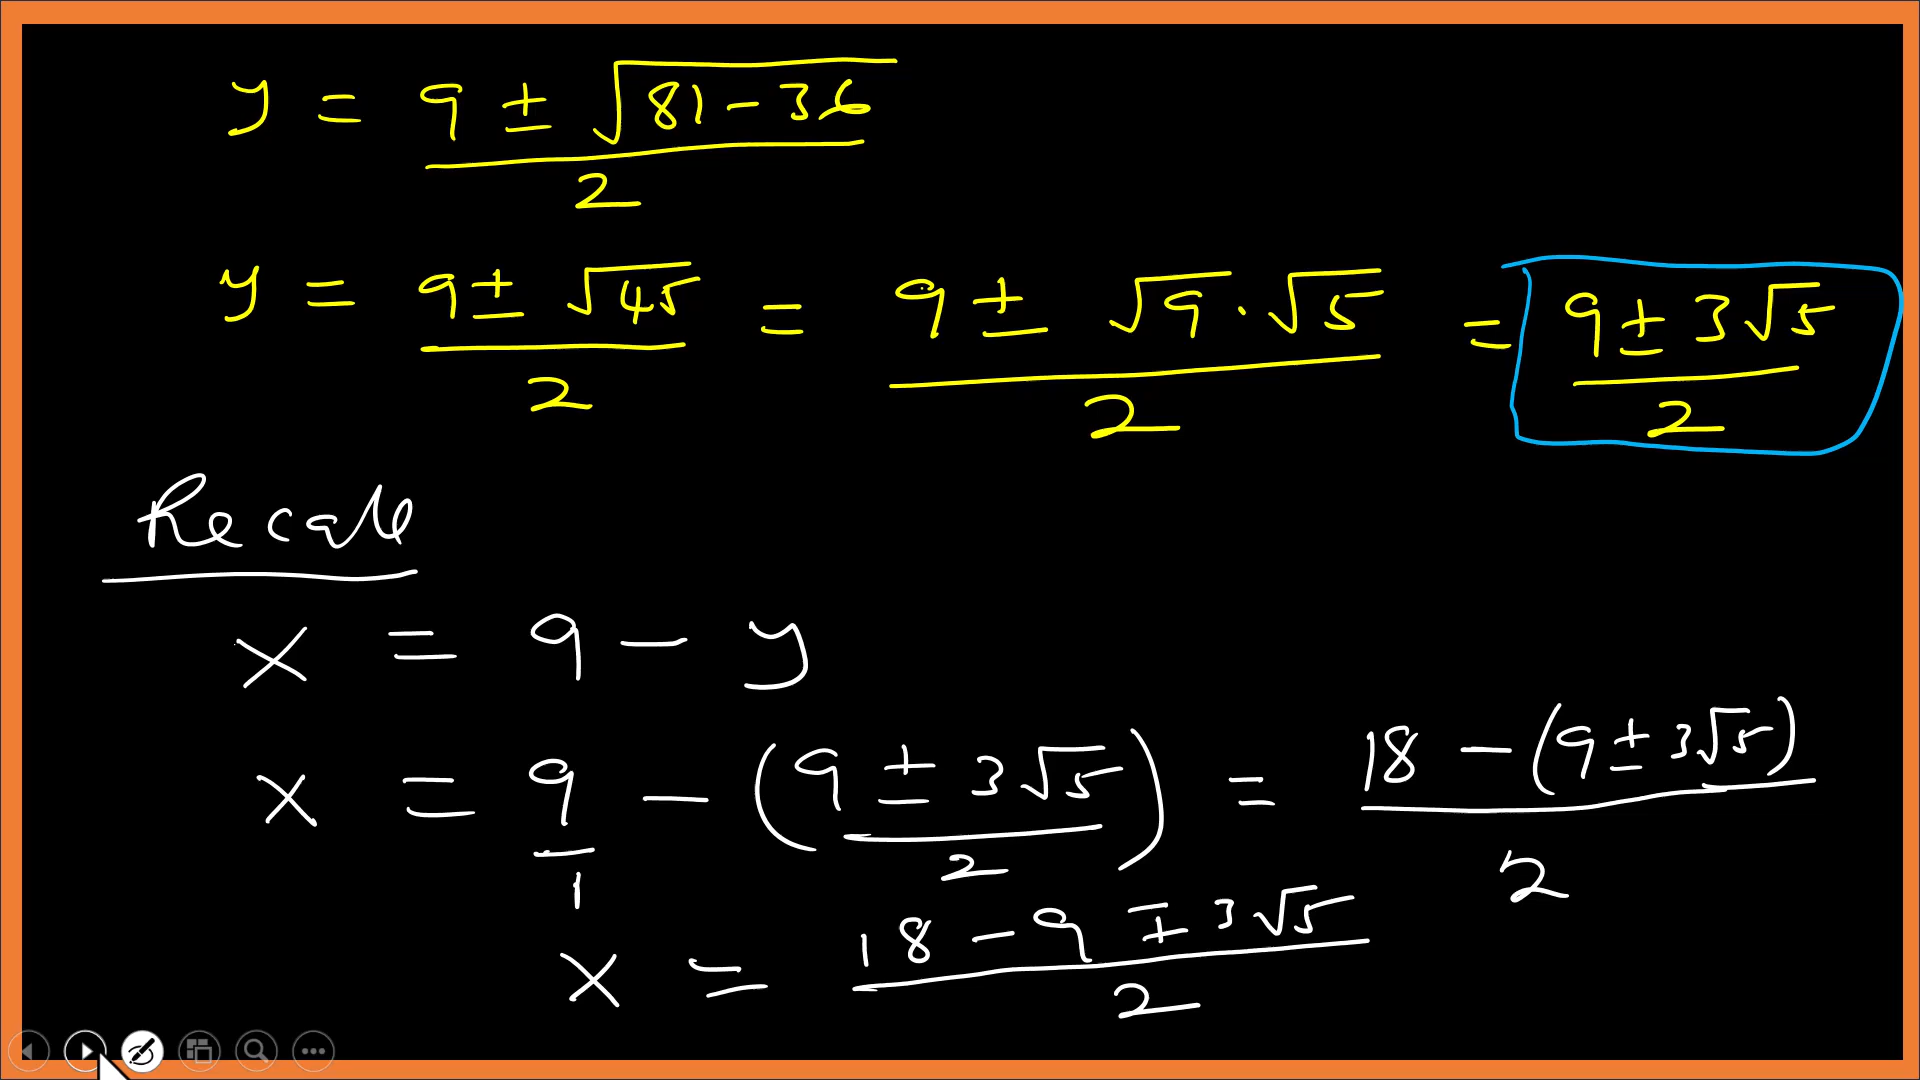 y = (9 ± √(81 − 36)) / 2
y = (9 ± √45) / 2 = (9 ± √9 · √5) / 2 = (9 ± 3√5) / 2
Recall
x = 9 − y
x = 9/1 − ((9 ± 3√5) / 2) = (18 − (9 ± 3√5)) / 2
x = (18 − 9 ∓ 3√5) / 2